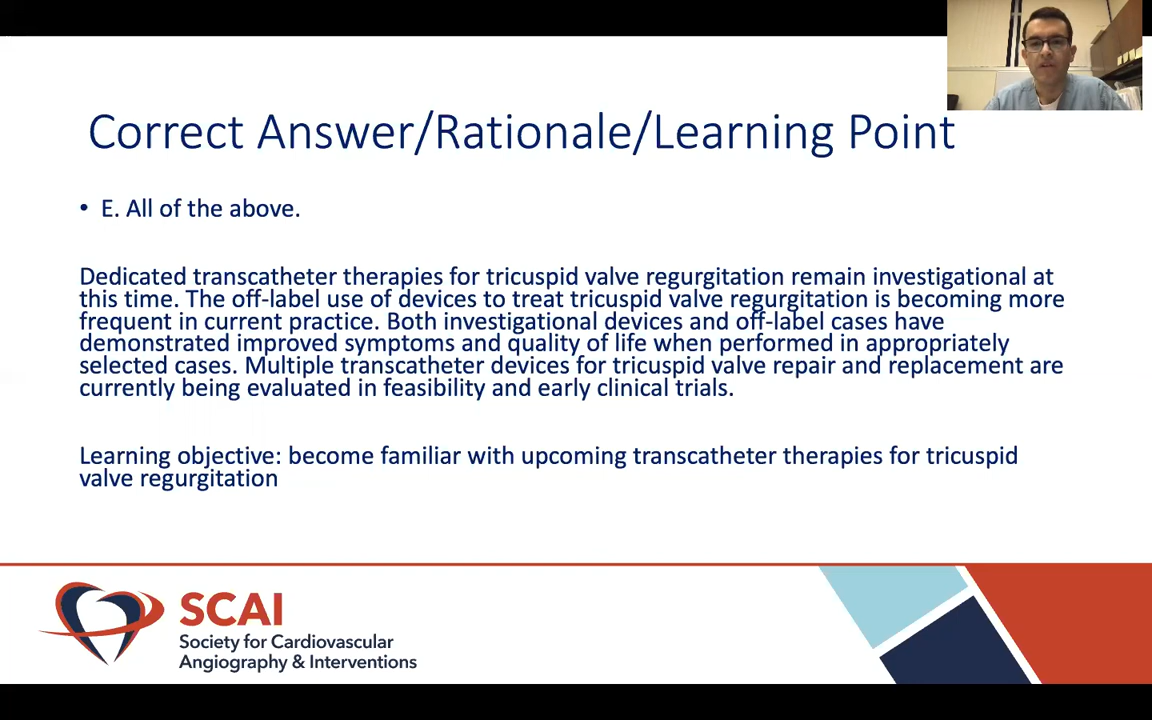 Correct Answer/Rationale/Learning Point
• E. All of the above.
Dedicated transcatheter therapies for tricuspid valve regurgitation remain investigational at
this time. The off-label use of devices to treat tricuspid valve regurgitation is becoming more
frequent in current practice. Both investigational devices and off-label cases have
demonstrated improved symptoms and quality of life when performed in appropriately
selected cases. Multiple transcatheter devices for tricuspid valve repair and replacement are
currently being evaluated in feasibility and early clinical trials.
Learning objective: become familiar with upcoming transcatheter therapies for tricuspid
valve regurgitation
SCAI
Society for Cardiovascular
Angiography & Interventions